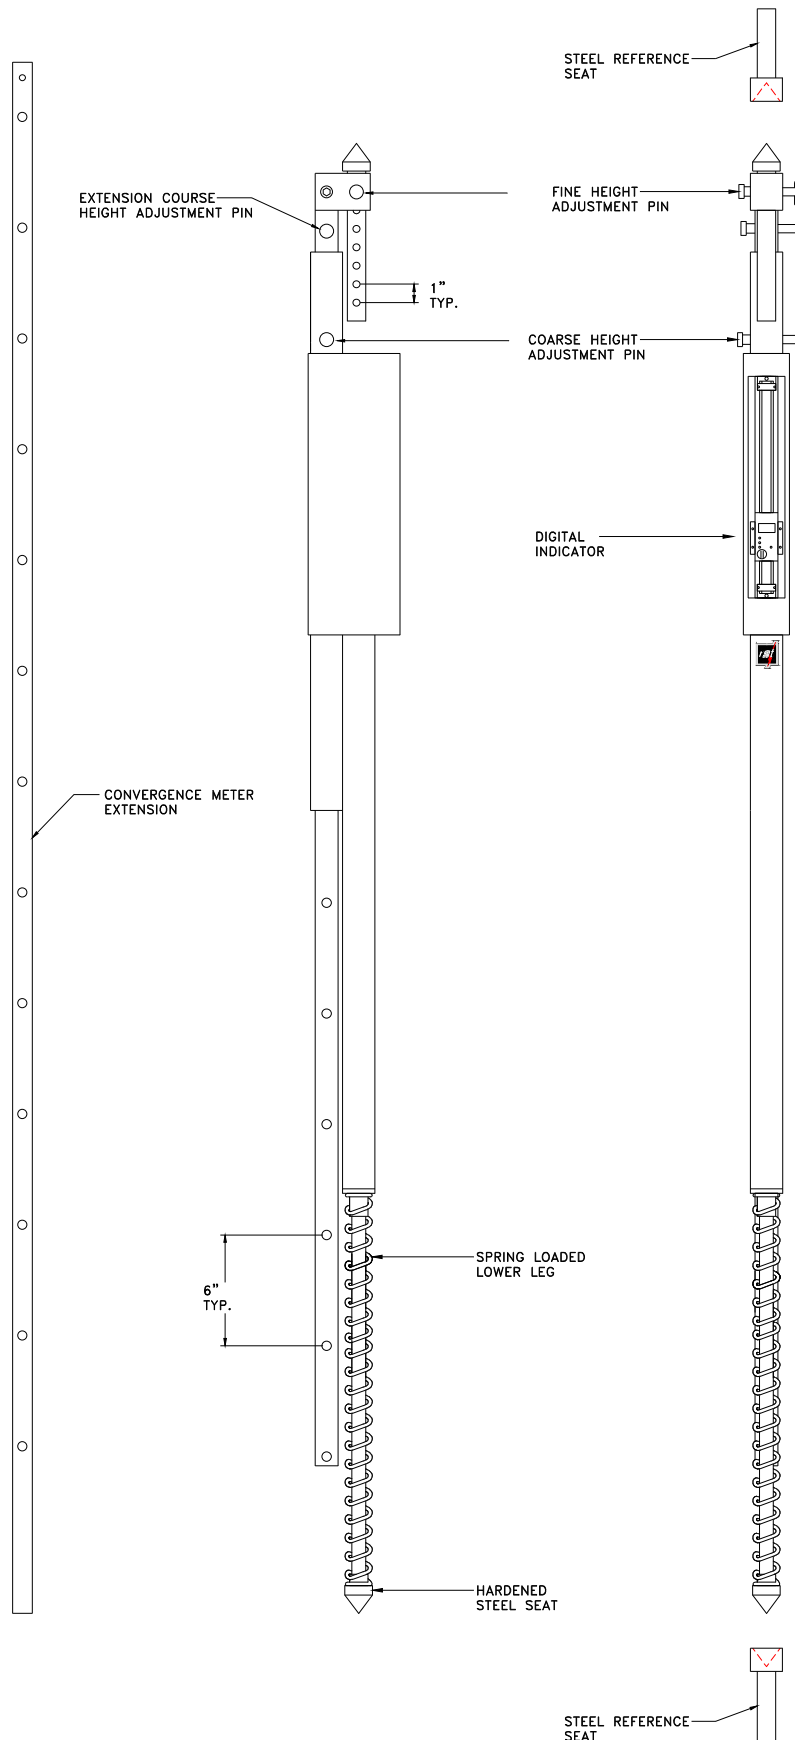 STEEL REFERENCE
SEAT
EXTENSION COURSE
HEIGHT ADJUSTMENT PIN
FINE HEIGHT
ADJUSTMENT PIN
1"
TYP.
COARSE HEIGHT
ADJUSTMENT PIN
DIGITAL
INDICATOR
CONVERGENCE METER
EXTENSION
SPRING LOADED
LOWER LEG
6"
TYP.
HARDENED
STEEL SEAT
STEEL REFERENCE
SEAT